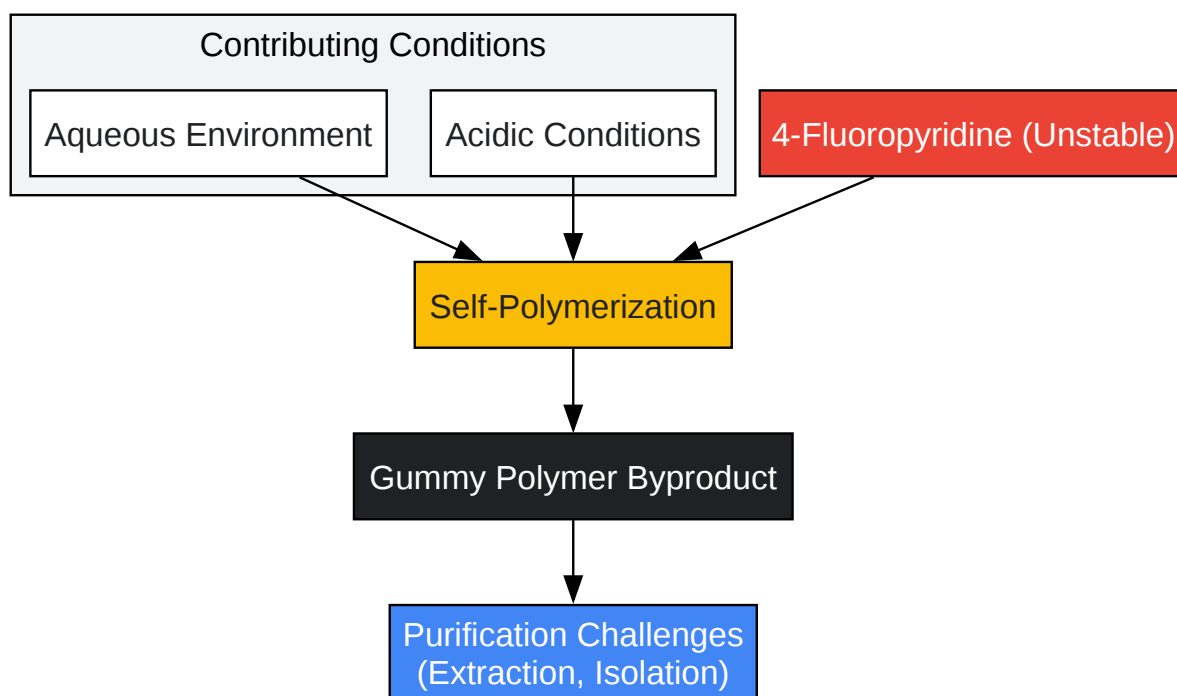 Contributing Conditions
Aqueous Environment
Acidic Conditions
4-Fluoropyridine (Unstable)
Self-Polymerization
Gummy Polymer Byproduct
Purification Challenges
(Extraction, Isolation)